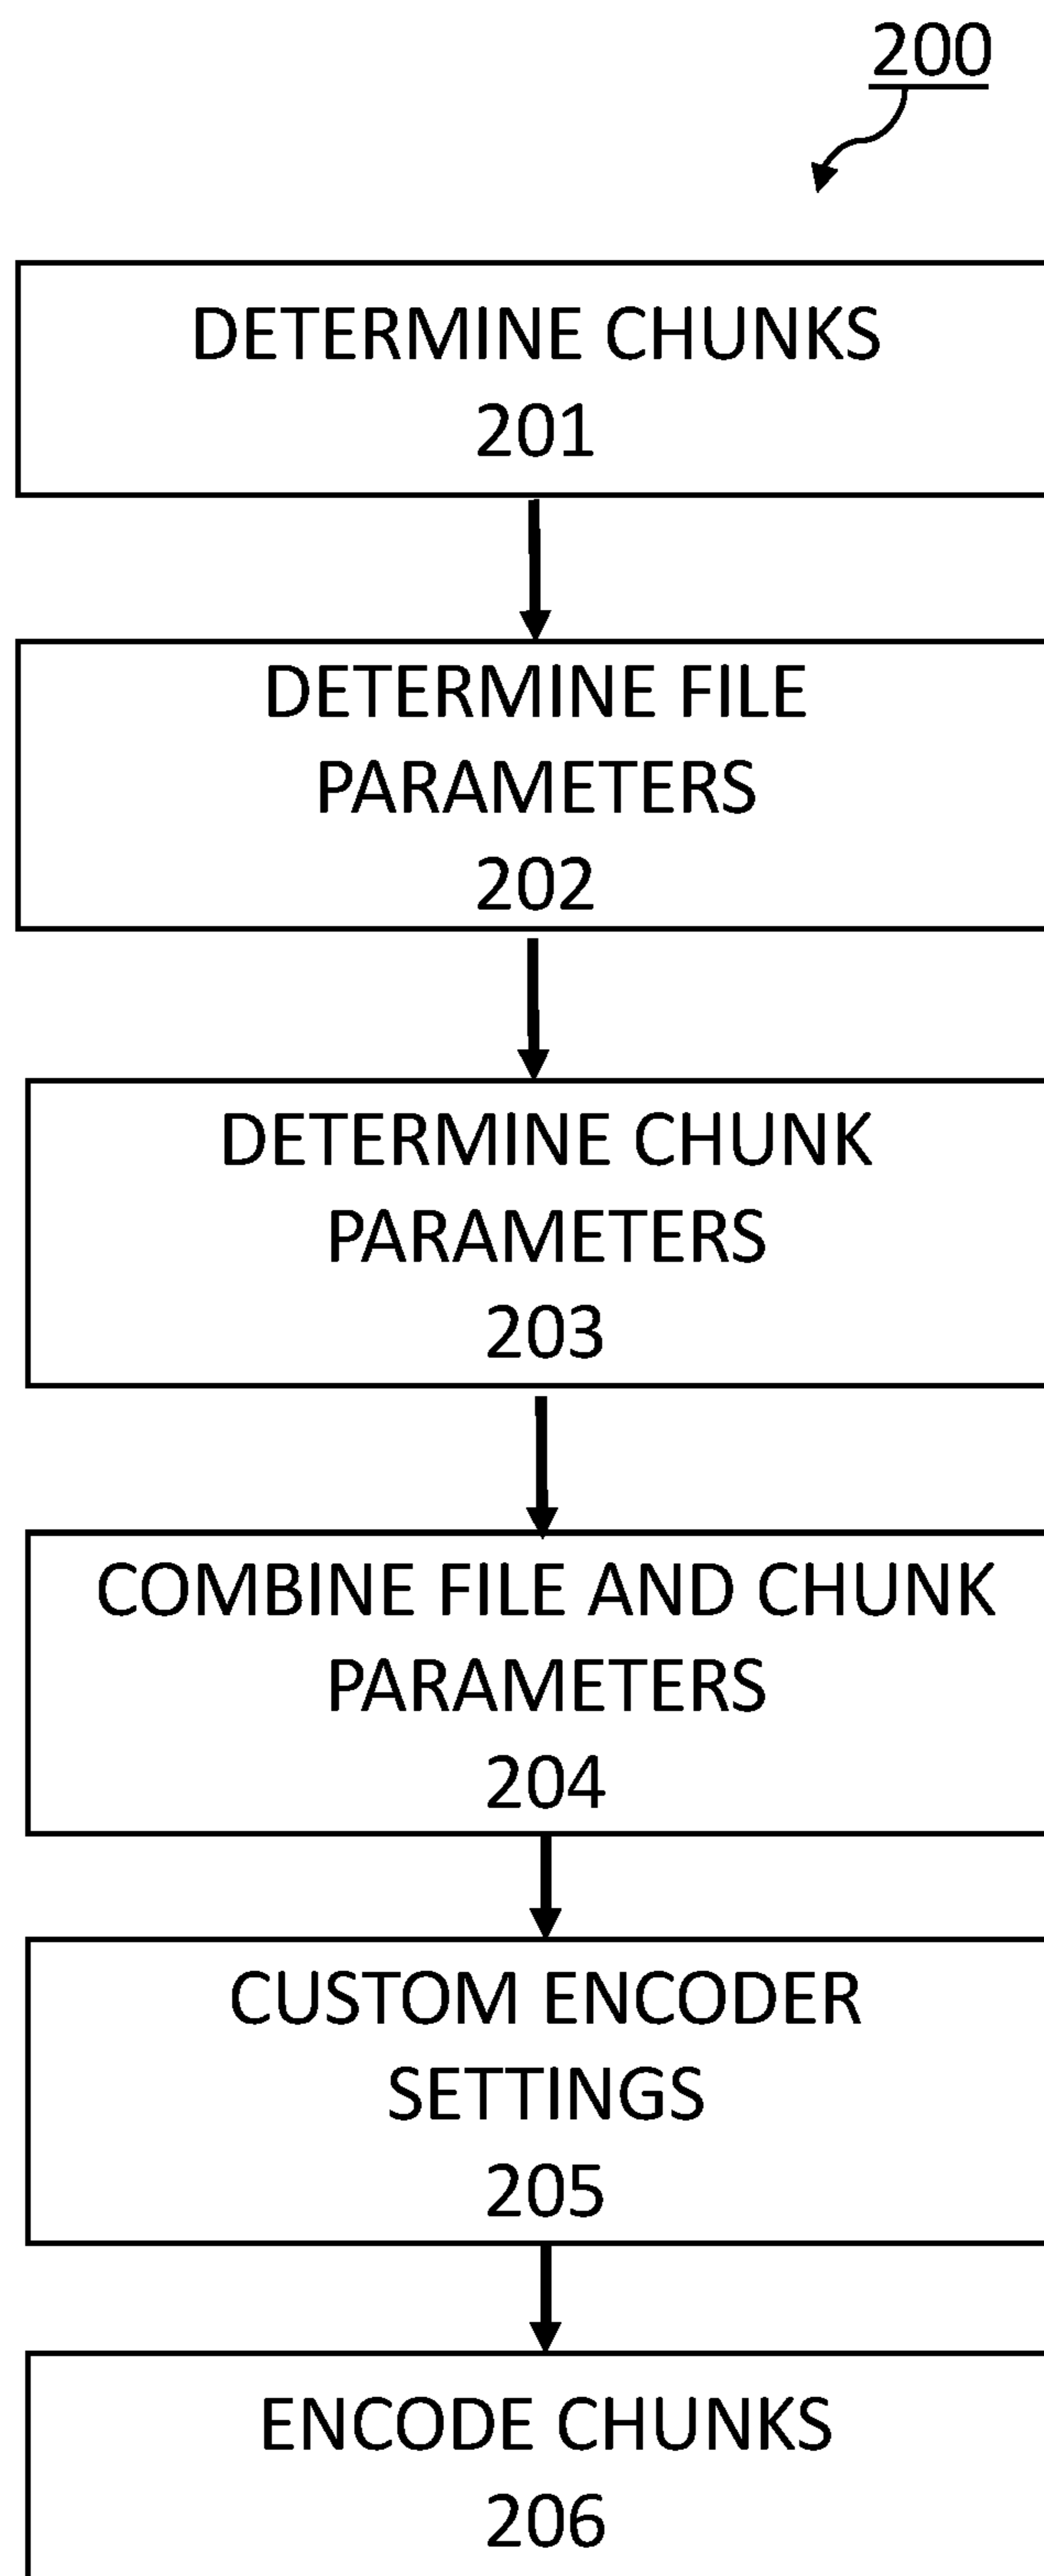 200
DETERMINE CHUNKS
201
DETERMINE FILE
PARAMETERS
202
DETERMINE CHUNK
PARAMETERS
203
COMBINE FILE AND CHUNK
PARAMETERS
204
CUSTOM ENCODER
SETTINGS
205
ENCODE CHUNKS
206